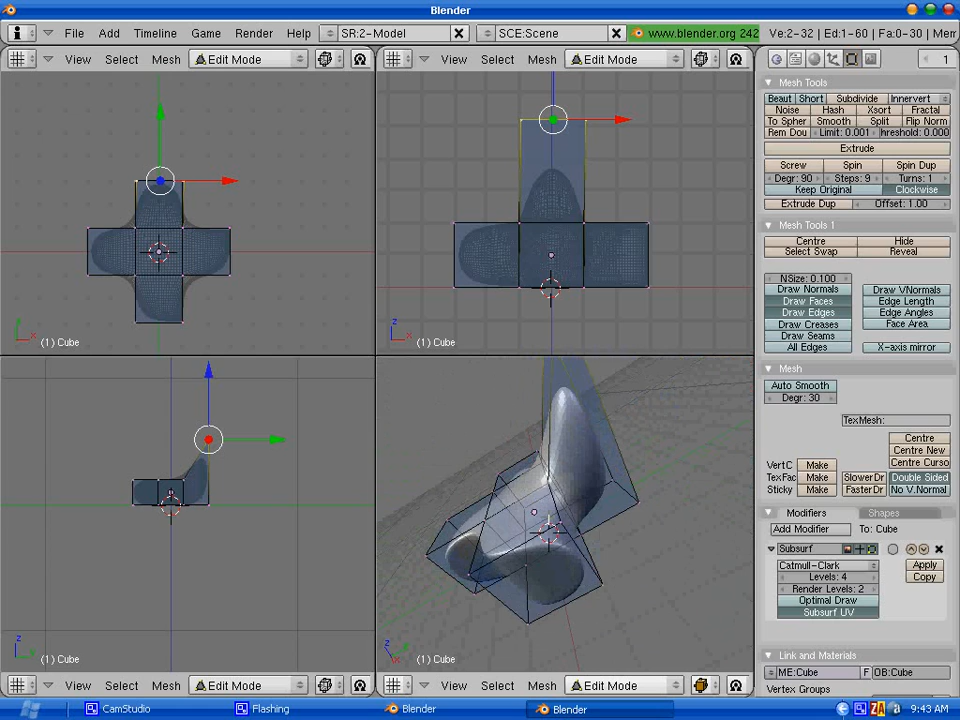 Blender
File Add Timeline Game Render Help SR:2-Model SCE:Scene www.blender.org 242 Ve:2-32 | Ed:1-60 | Fa:0-30 | Mem
View Select Mesh Edit Mode View Select Mesh Edit Mode 1
Mesh Tools
Beaut Short Subdivide Innervert
Noise Hash Xsort Fractal
To Spher Smooth Split Flip Norm
Rem Dou Limit: 0.001 hreshold: 0.000
Extrude
Screw Spin Spin Dup
Degr: 90 Steps: 9 Turns: 1
Keep Original Clockwise
Extrude Dup Offset: 1.00
Mesh Tools 1
Centre Hide
Select Swap Reveal
NSize: 0.100
Draw Normals Draw VNormals
Draw Faces Edge Length
Draw Edges Edge Angles
Draw Creases Face Area
Draw Seams
All Edges X-axis mirror
y x (1) Cube z x (1) Cube
Mesh
Auto Smooth
Degr: 30
TexMesh:
Centre
Centre New
VertC Make Centre Curso
TexFac Make SlowerDr Double Sided
Sticky Make FasterDr No V.Normal
Modifiers Shapes
Add Modifier To: Cube
Subsurf
Catmull-Clark Apply
Levels: 4 Copy
Render Levels: 2
Optimal Draw
Subsurf UV
z y (1) Cube z x (1) Cube
Link and Materials
ME:Cube F OB:Cube
Vertex Groups
View Select Mesh Edit Mode View Select Mesh Edit Mode
CamStudio Flashing Blender Blender ZA a 9:43 AM